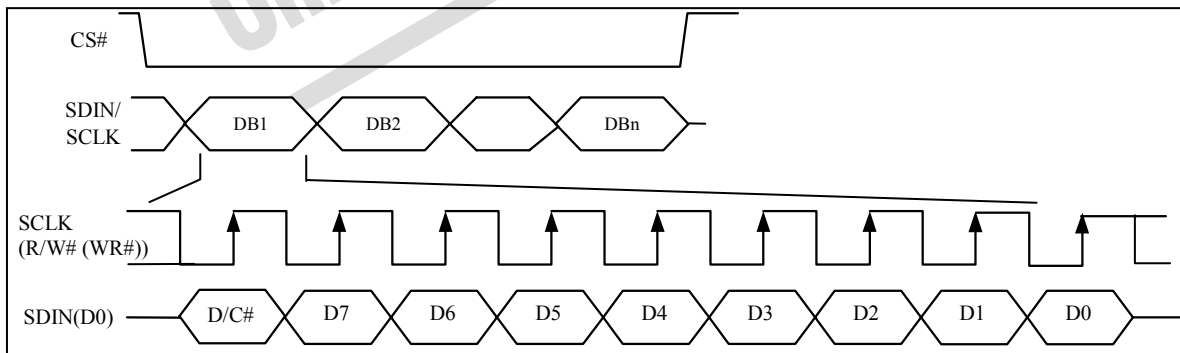 CS#
SDIN/
SCLK
DB1 DB2 DBn
SCLK
(R/W# (WR#))
SDIN(D0) D/C# D7 D6 D5 D4 D3 D2 D1 D0